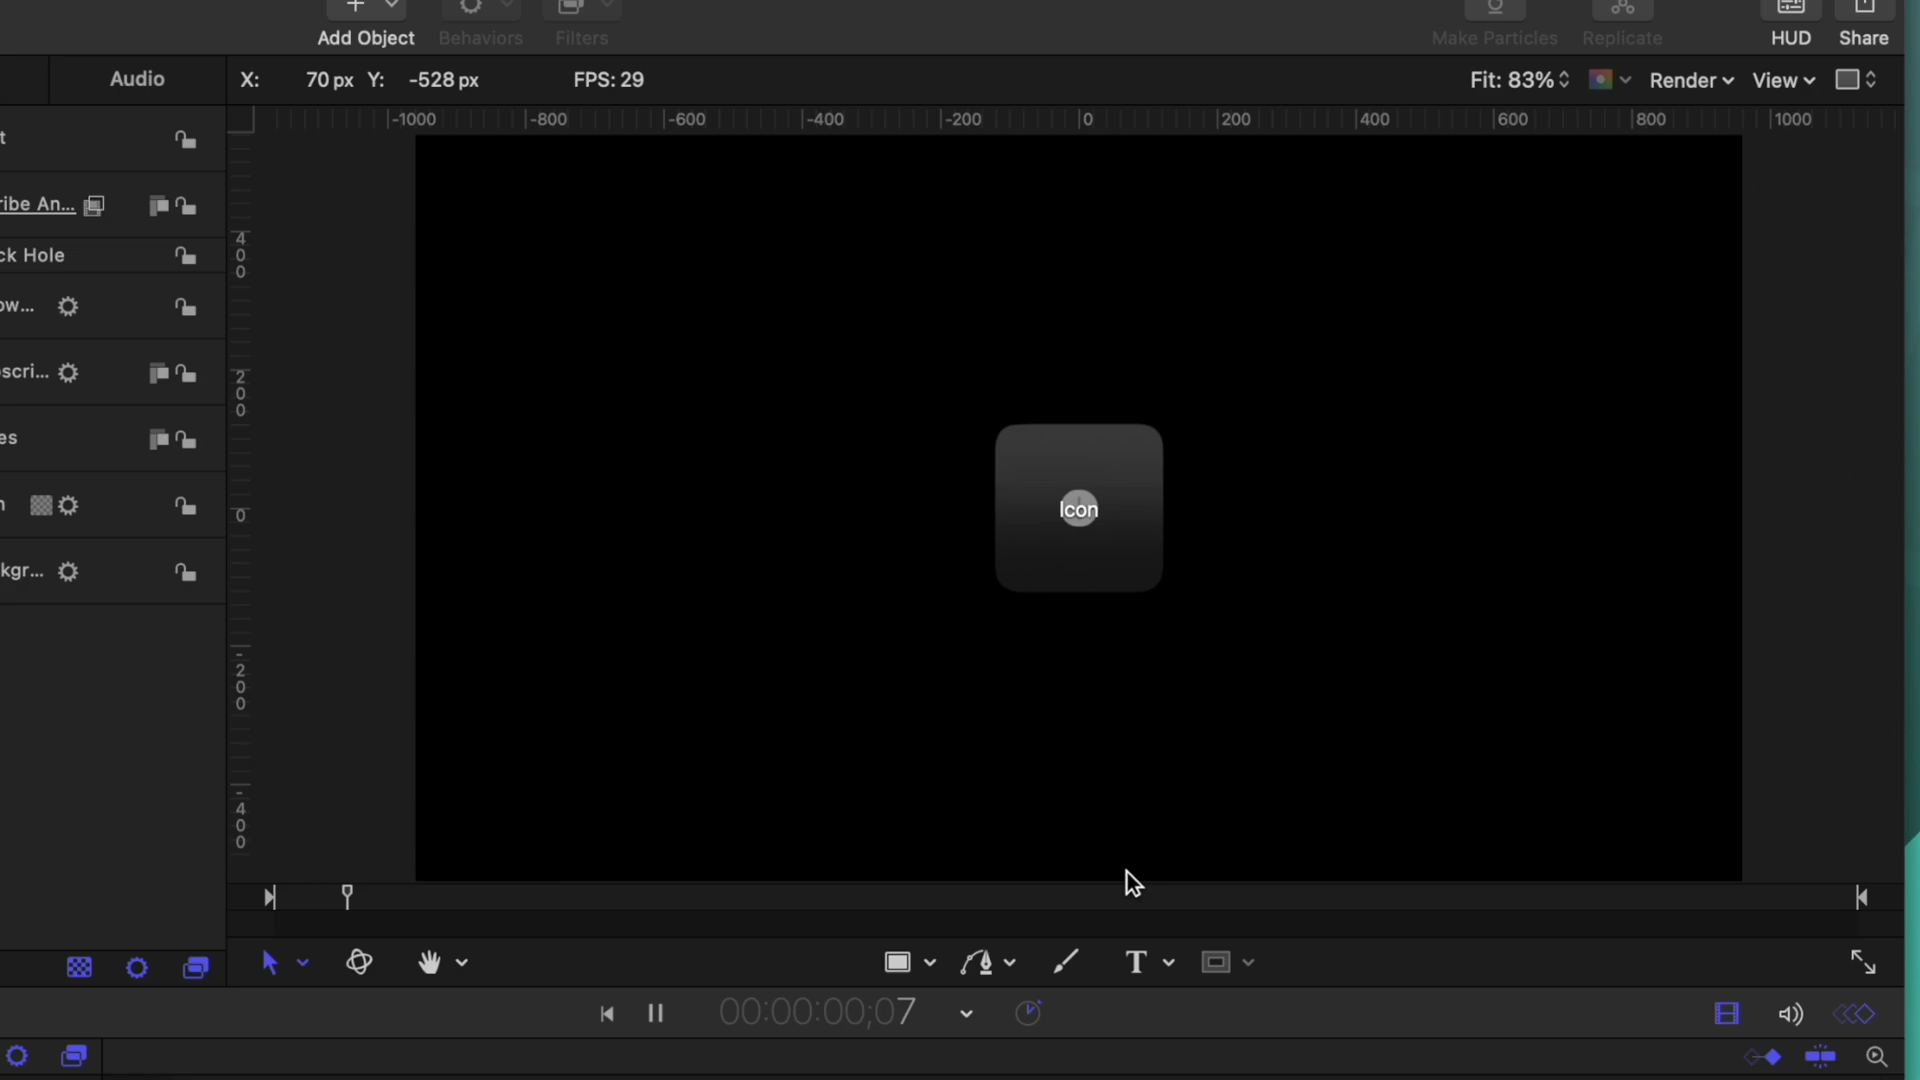 Add Object
Behaviors
Filters
Make Particles
Replicate
HUD
Share
Audio
X: 70 px Y: -528 px
FPS: 29
Fit: 83%
Render
View
-1000 -800 -600 -400 -200 0 200 400 600 800 1000
400
200
0
-200
-400
t
ribe An...
ck Hole
ow...
scri...
es
n
kgr...
Icon
T
00:00:00;07